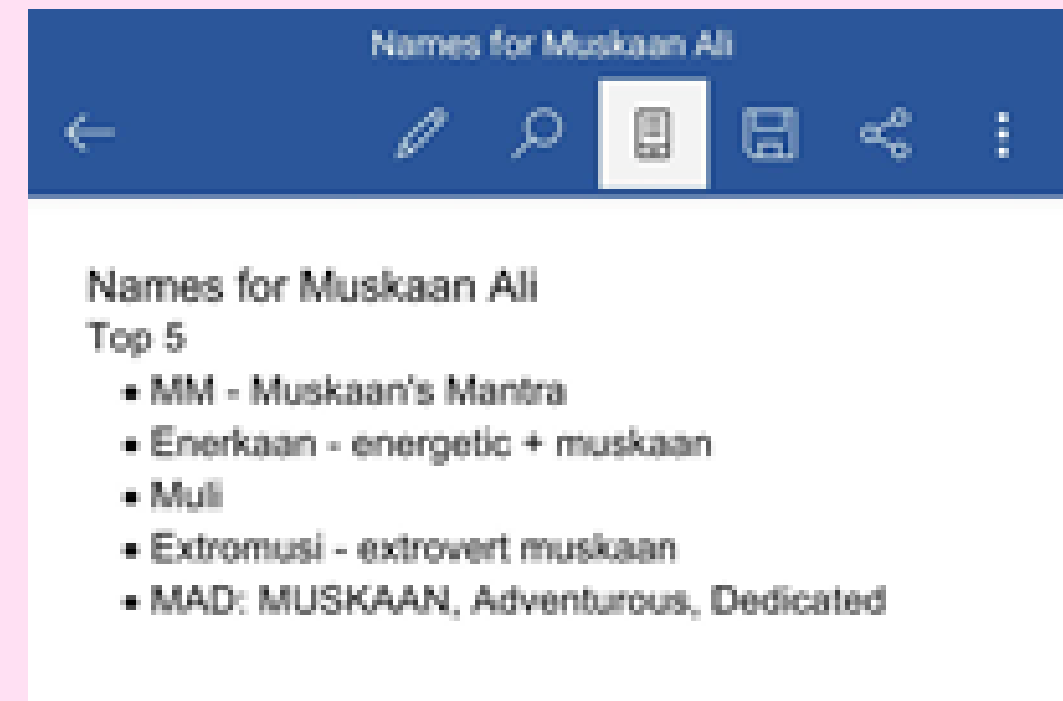 Names for Muskaan Ali
Names for Muskaan Ali
Top 5
• MM - Muskaan's Mantra
• Enerkaan - energetic + muskaan
• Muli
• Extromusi - extrovert muskaan
• MAD: MUSKAAN, Adventurous, Dedicated